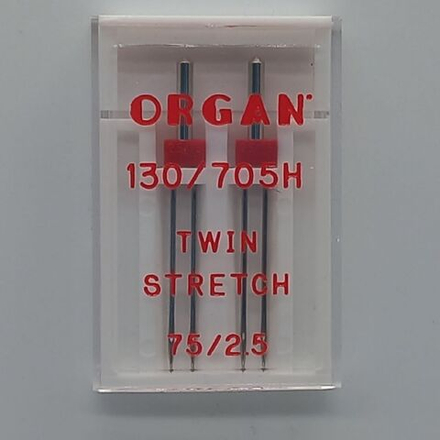 ORGAN
130/705H
TWIN
STRETCH
75/2.5